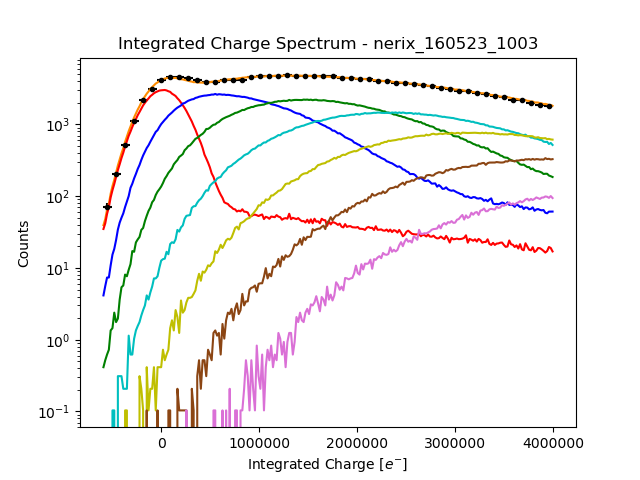 Integrated Charge Spectrum - nerix_160523_1003
Counts
10³
10²
10¹
10⁰
10⁻¹
0 1000000 2000000 3000000 4000000
Integrated Charge [e⁻]